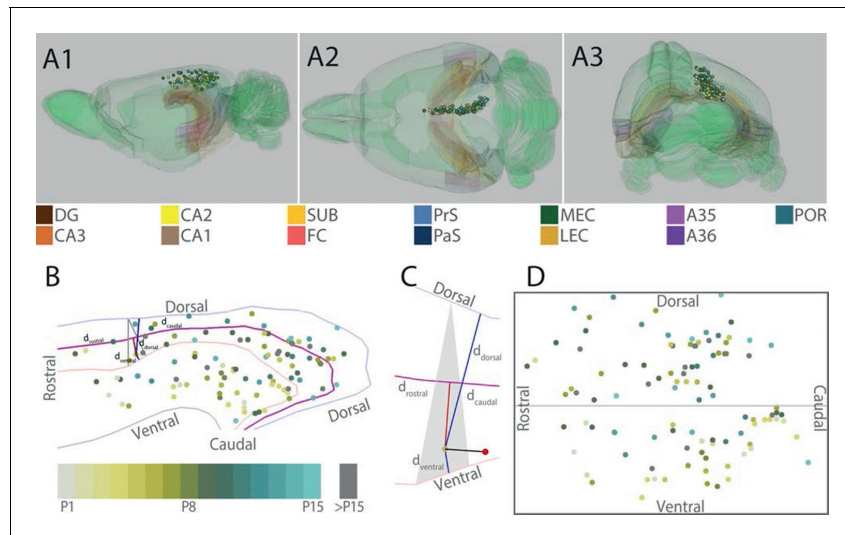 A1 A2 A3
DG CA2 SUB PrS MEC A35 POR
CA3 CA1 FC PaS LEC A36
B C D
Dorsal
d caudal
d rostral
d dorsal
d ventral
Rostral
Dorsal
Ventral
Caudal
P1 P8 P15 >P15
Dorsal
d dorsal
d rostral
d caudal
d ventral
Ventral
Dorsal
Rostral
Caudal
Ventral